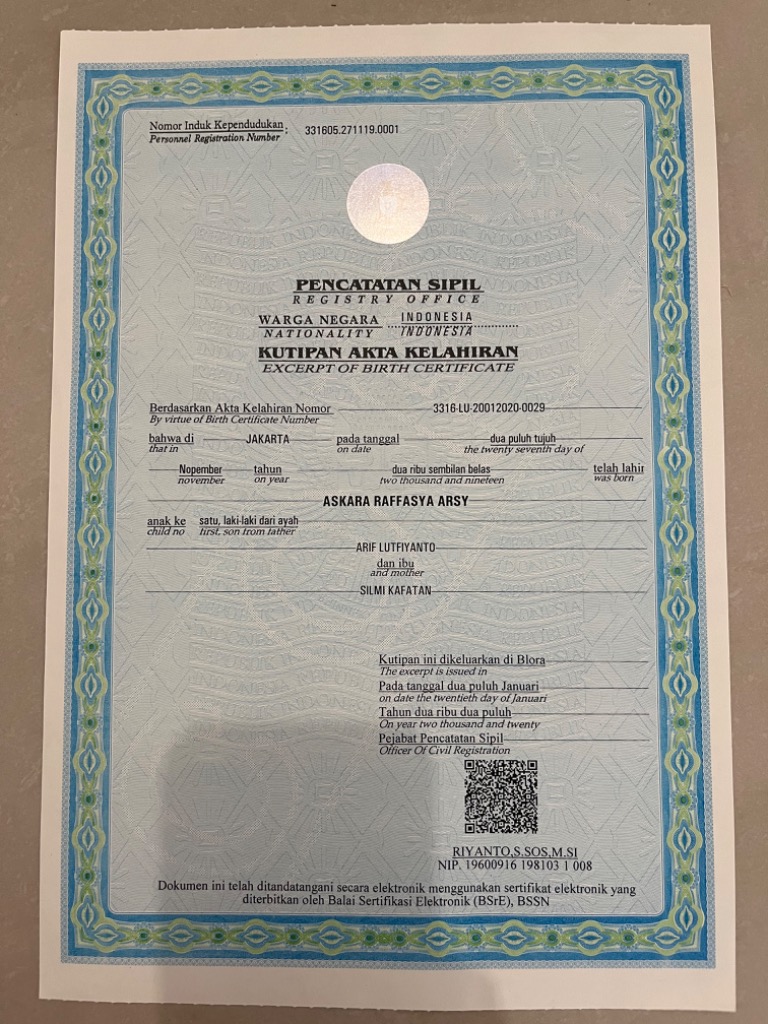 Nomor Induk Kependudukan : 331605.271119.0001
Personnel Registration Number
PENCATATAN SIPIL
REGISTRY OFFICE
WARGA NEGARA INDONESIA
NATIONALITY INDONESIA
KUTIPAN AKTA KELAHIRAN
EXCERPT OF BIRTH CERTIFICATE
Berdasarkan Akta Kelahiran Nomor 3316-LU-20012020-0029
By virtue of Birth Certificate Number
bahwa di JAKARTA pada tanggal dua puluh tujuh
that in on date the twenty seventh day of
Nopember tahun dua ribu sembilan belas telah lahir
november on year two thousand and nineteen was born
ASKARA RAFFASYA ARSY
anak ke satu, laki-laki dari ayah
child no first, son from father
ARIF LUTFIYANTO
dan ibu
and mother
SILMI KAFATAN
Kutipan ini dikeluarkan di Blora
The excerpt is issued in
Pada tanggal dua puluh Januari
on date the twentieth day of Januari
Tahun dua ribu dua puluh
On year two thousand and twenty
Pejabat Pencatatan Sipil
Officer Of Civil Registration
RIYANTO,S.SOS,M.SI
NIP. 19600916 198103 1 008
Dokumen ini telah ditandatangani secara elektronik menggunakan sertifikat elektronik yang
diterbitkan oleh Balai Sertifikasi Elektronik (BSrE), BSSN